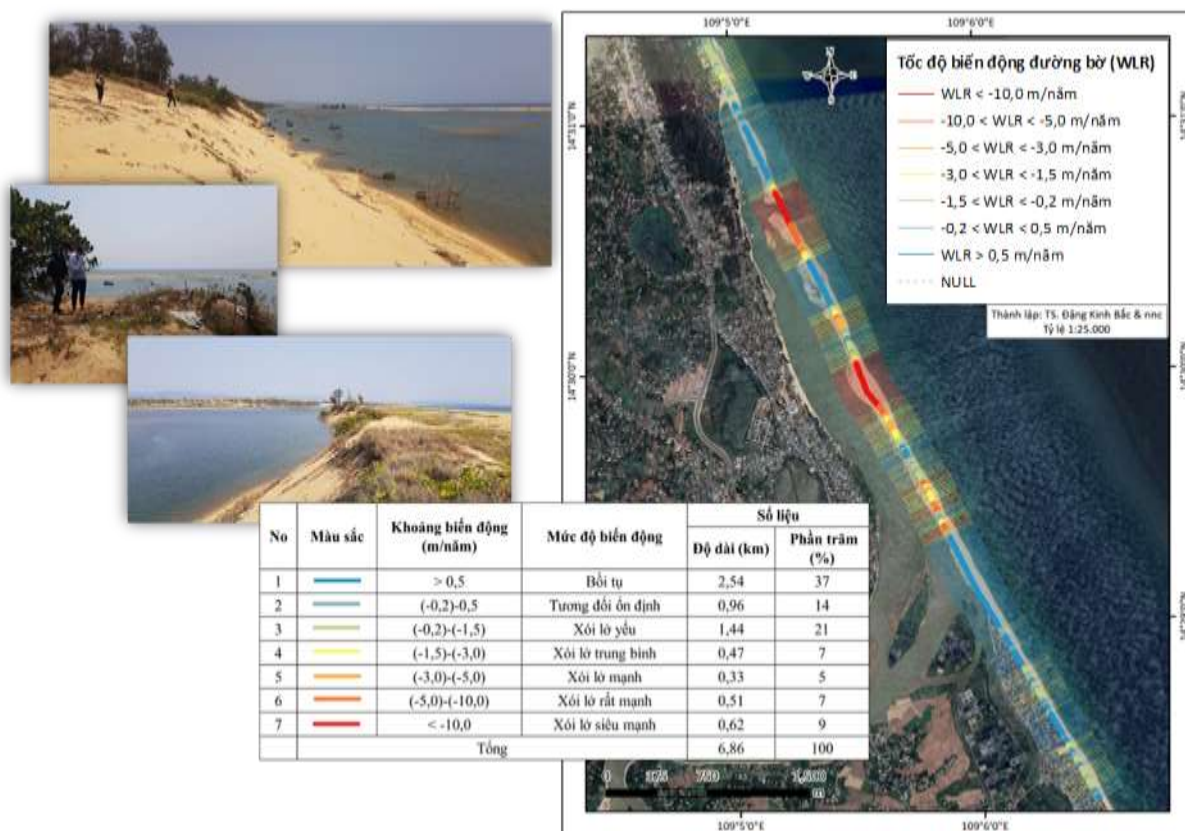 109°5'0"E 109°6'0"E
Tốc độ biến động đường bờ (WLR)
WLR < -10,0 m/năm
-10,0 < WLR < -5,0 m/năm
-5,0 < WLR < -3,0 m/năm
-3,0 < WLR < -1,5 m/năm
-1,5 < WLR < -0,2 m/năm
-0,2 < WLR < 0,5 m/năm
WLR > 0,5 m/năm
NULL
Thành lập: TS. Đặng Kinh Bắc & nnc
Tỷ lệ 1:25.000
14°31'0"N
14°30'0"N
No Màu sắc Khoảng biến động (m/năm) Mức độ biến động Số liệu
Độ dài (km) Phần trăm (%)
1 > 0,5 Bồi tụ 2,54 37
2 (-0,2)-0,5 Tương đối ổn định 0,96 14
3 (-0,2)-(-1,5) Xói lở yếu 1,44 21
4 (-1,5)-(-3,0) Xói lở trung bình 0,47 7
5 (-3,0)-(-5,0) Xói lở mạnh 0,33 5
6 (-5,0)-(-10,0) Xói lở rất mạnh 0,51 7
7 < -10,0 Xói lở siêu mạnh 0,62 9
Tổng 6,86 100
0 375 750 1,500
m
109°5'0"E 109°6'0"E